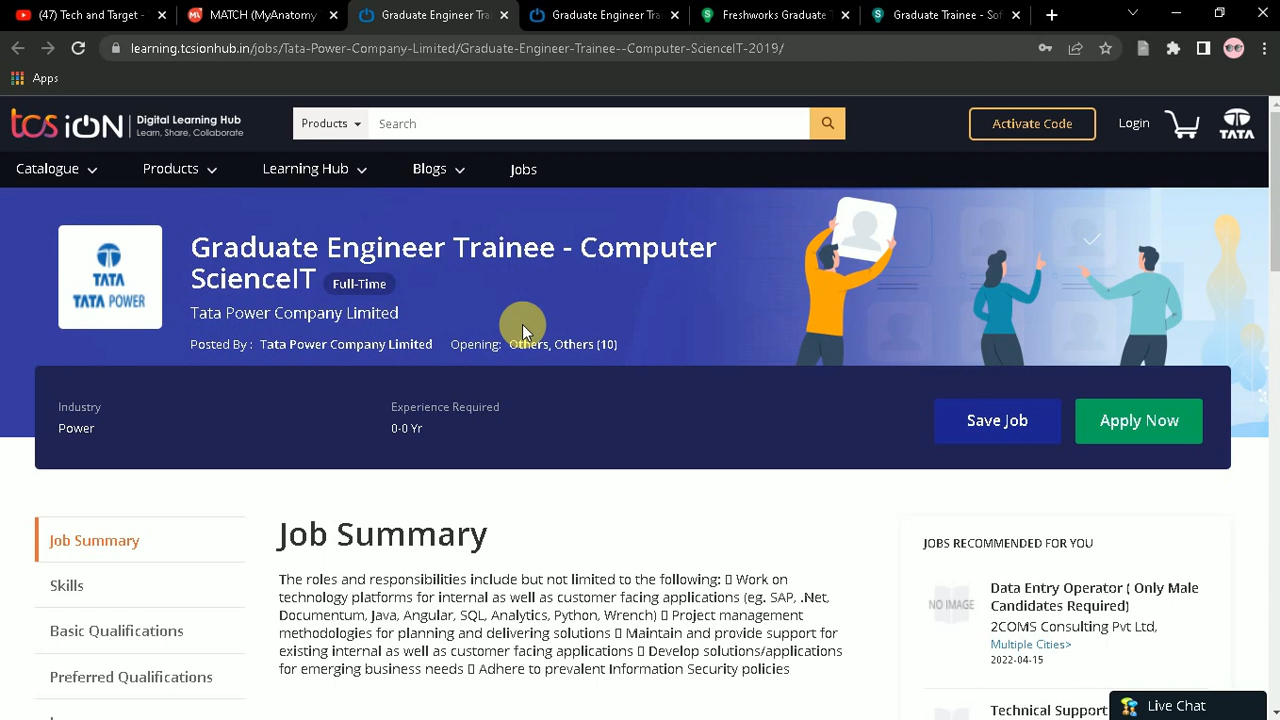 (47) Tech and Target -
MATCH (MyAnatomy
Graduate Engineer Trai
Graduate Engineer Trai
Freshworks Graduate T
Graduate Trainee - Sof
learning.tcsionhub.in/jobs/Tata-Power-Company-Limited/Graduate-Engineer-Trainee--Computer-ScienceIT-2019/
Apps
tcs iON
Digital Learning Hub
Learn, Share, Collaborate
Products
Search
Activate Code
Login
TATA
Catalogue
Products
Learning Hub
Blogs
Jobs
TATA
TATA POWER
Graduate Engineer Trainee - Computer
ScienceIT Full-Time
Tata Power Company Limited
Posted By : Tata Power Company Limited Opening: Others, Others (10)
Industry
Power
Experience Required
0-0 Yr
Save Job
Apply Now
Job Summary
Skills
Basic Qualifications
Preferred Qualifications
Job Summary
The roles and responsibilities include but not limited to the following: ▯ Work on
technology platforms for internal as well as customer facing applications (eg. SAP, .Net,
Documentum, Java, Angular, SQL, Analytics, Python, Wrench) ▯ Project management
methodologies for planning and delivering solutions ▯ Maintain and provide support for
existing internal as well as customer facing applications ▯ Develop solutions/applications
for emerging business needs ▯ Adhere to prevalent Information Security policies
JOBS RECOMMENDED FOR YOU
NO IMAGE
Data Entry Operator ( Only Male
Candidates Required)
2COMS Consulting Pvt Ltd,
Multiple Cities>
2022-04-15
Technical Support
Live Chat